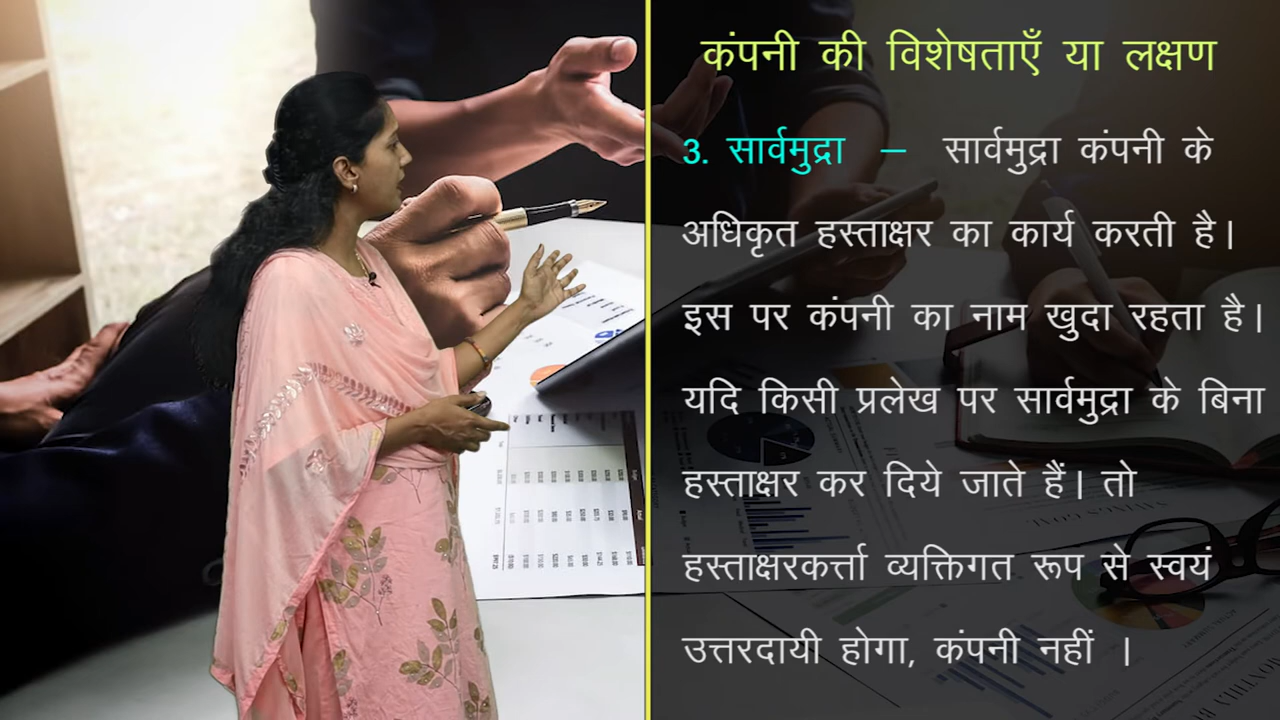 कंपनी की विशेषताएँ या लक्षण
3. सार्वमुद्रा – सार्वमुद्रा कंपनी के
अधिकृत हस्ताक्षर का कार्य करती है।
इस पर कंपनी का नाम खुदा रहता है।
यदि किसी प्रलेख पर सार्वमुद्रा के बिना
हस्ताक्षर कर दिये जाते हैं। तो
हस्ताक्षरकर्त्ता व्यक्तिगत रूप से स्वयं
उत्तरदायी होगा, कंपनी नहीं ।